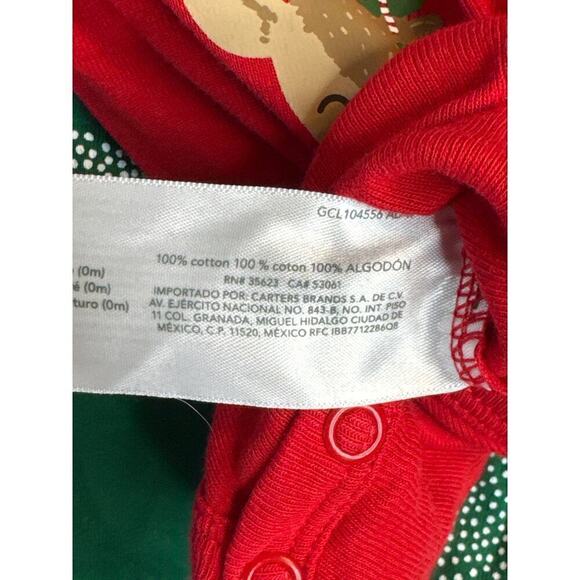 GCL104556
100% cotton 100 % coton 100% ALGODÓN
RN# 35623 CA# 53061
IMPORTADO POR: CARTERS BRANDS S.A. DE C.V.
AV. EJÉRCITO NACIONAL NO. 843-B, NO. INT. PISO
11 COL. GRANADA, MIGUEL HIDALGO CIUDAD DE
MÉXICO, C.P. 11520, MÉXICO RFC IBB7712286Q8
(0m)
(0m)
(0m)